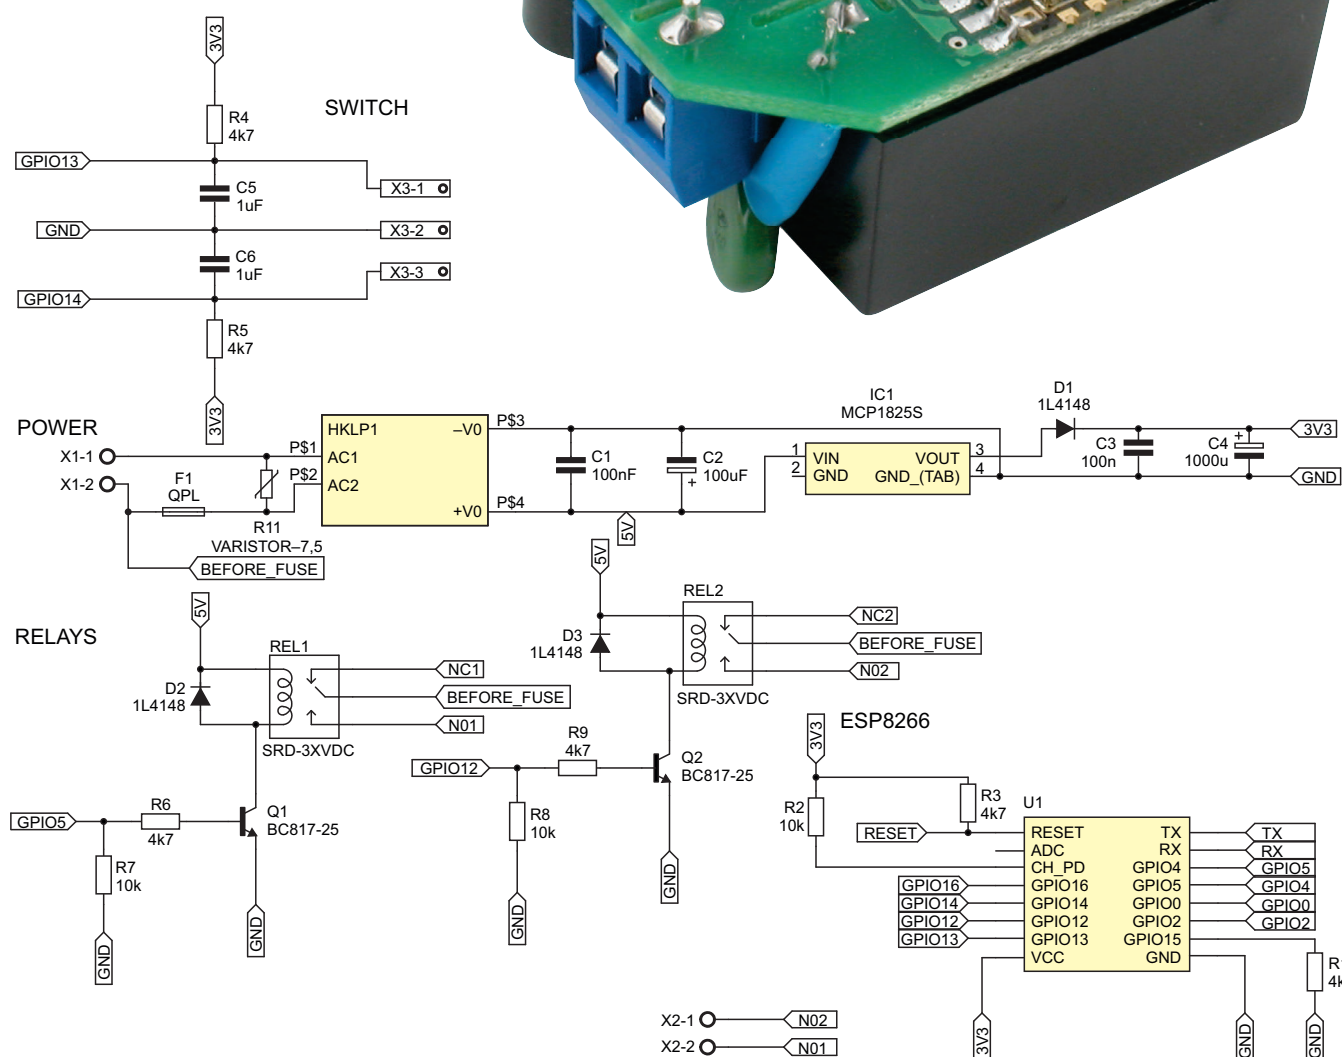 3V3
SWITCH
R4
4k7
GPIO13
X3-1
C5
1uF
GND
X3-2
C6
1uF
X3-3
GPIO14
R5
4k7
3V3
POWER
X1-1
X1-2
F1
QPL
R11
VARISTOR–7,5
BEFORE_FUSE
P$1
P$2
HKLP1
AC1
AC2
–V0
+V0
P$3
P$4
C1
100nF
C2
100uF
+
5V
IC1
MCP1825S
1
2
VIN
GND
VOUT
GND_(TAB)
3
4
D1
1L4148
C3
100n
C4
1000u
+
3V3
GND
RELAYS
5V
D2
1L4148
REL1
SRD-3XVDC
NC1
BEFORE_FUSE
N01
GPIO5
R6
4k7
R7
10k
GND
Q1
BC817-25
GND
5V
D3
1L4148
REL2
SRD-3XVDC
NC2
BEFORE_FUSE
N02
GPIO12
R9
4k7
R8
10k
GND
Q2
BC817-25
GND
ESP8266
3V3
R2
10k
R3
4k7
RESET
U1
RESET
ADC
CH_PD
GPIO16
GPIO14
GPIO12
GPIO13
VCC
TX
RX
GPIO4
GPIO5
GPIO0
GPIO2
GPIO15
GND
GPIO16
GPIO14
GPIO12
GPIO13
TX
RX
GPIO5
GPIO4
GPIO0
GPIO2
3V3
GND
GND
X2-1
N02
X2-2
N01